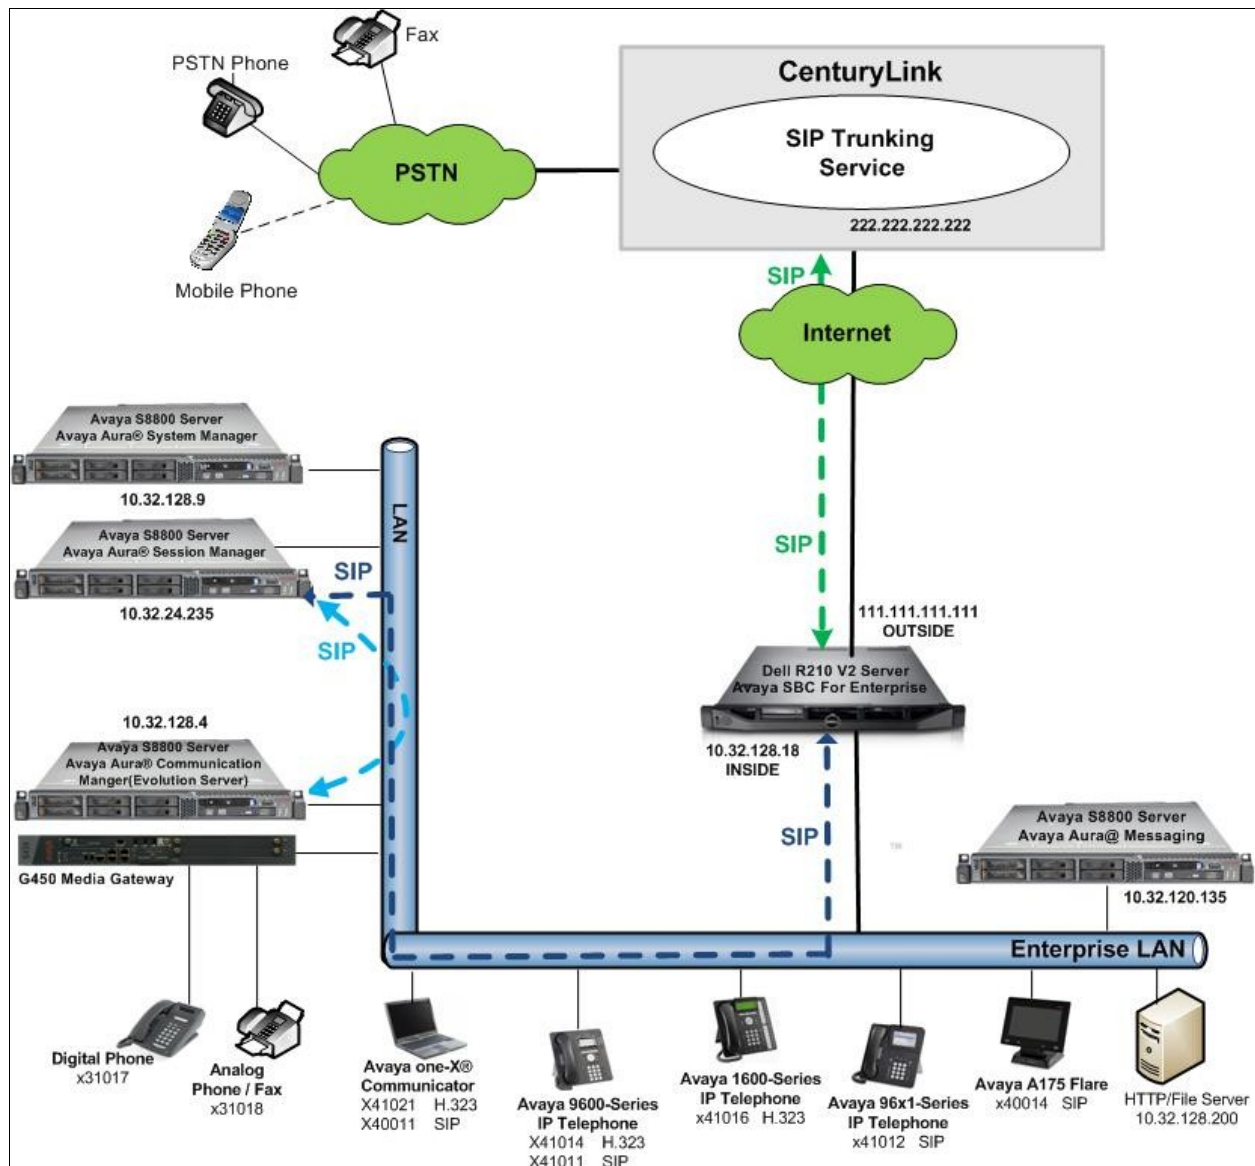 Fax
PSTN Phone
CenturyLink
SIP Trunking
Service
PSTN
222.222.222.222
SIP
Mobile Phone
Internet
Avaya S8800 Server
Avaya Aura® System Manager
10.32.128.9
LAN
Avaya S8800 Server
Avaya Aura® Session Manager
SIP
SIP
10.32.24.235
111.111.111.111
OUTSIDE
SIP
Dell R210 V2 Server
Avaya SBC For Enterprise
10.32.128.4
Avaya S8800 Server
Avaya Aura® Communication
Manger(Evolution Server)
10.32.128.18
INSIDE
SIP
TM
Avaya S8800 Server
Avaya Aura@ Messaging
G450 Media Gateway
10.32.120.135
Enterprise LAN
Digital Phone
x31017
Analog
Phone / Fax
x31018
Avaya one-X®
Communicator
X41021 H.323
X40011 SIP
Avaya 9600-Series
IP Telephone
X41014 H.323
X41011 SIP
Avaya 1600-Series
IP Telephone
x41016 H.323
Avaya 96x1-Series
IP Telephone
x41012 SIP
Avaya A175 Flare
x40014 SIP
HTTP/File Server
10.32.128.200